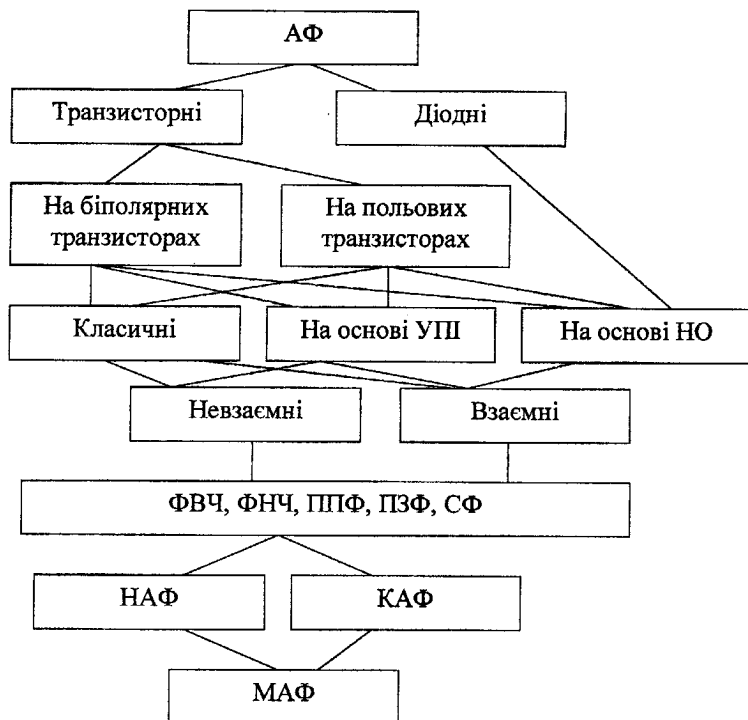 АФ
Транзисторні
Діодні
На біполярних
транзисторах
На польових
транзисторах
Класичні
На основі УПІ
На основі НО
Невзаємні
Взаємні
ФВЧ, ФНЧ, ППФ, ПЗФ, СФ
НАФ
КАФ
МАФ